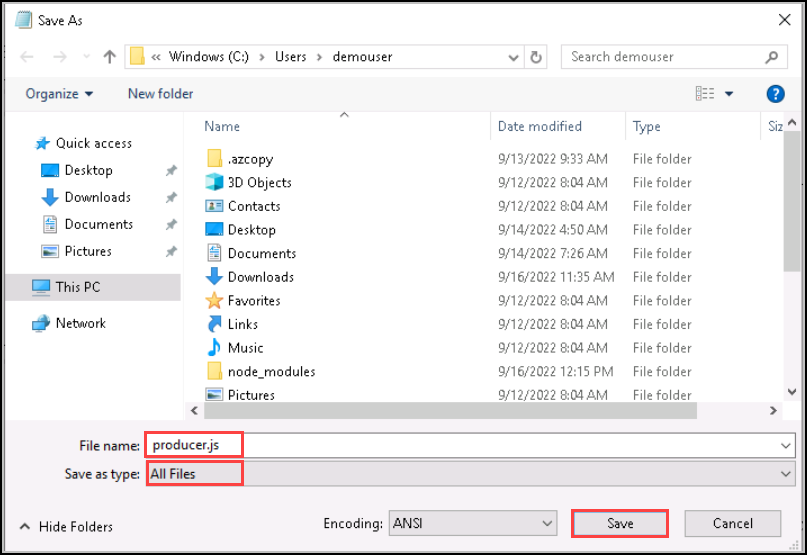 Save As
« Windows (C:) > Users > demouser
Search demouser
Organize
New folder
?
Name
Date modified
Type
Siz
Quick access
Desktop
Downloads
Documents
Pictures
This PC
Network
.azcopy 9/13/2022 9:33 AM File folder
3D Objects 9/12/2022 8:04 AM File folder
Contacts 9/12/2022 8:04 AM File folder
Desktop 9/14/2022 4:50 AM File folder
Documents 9/14/2022 7:26 AM File folder
Downloads 9/16/2022 11:35 AM File folder
Favorites 9/12/2022 8:04 AM File folder
Links 9/12/2022 8:04 AM File folder
Music 9/12/2022 8:04 AM File folder
node_modules 9/16/2022 12:15 PM File folder
Pictures 9/12/2022 8:04 AM File folder
File name: producer.js
Save as type: All Files
Hide Folders
Encoding: ANSI
Save
Cancel